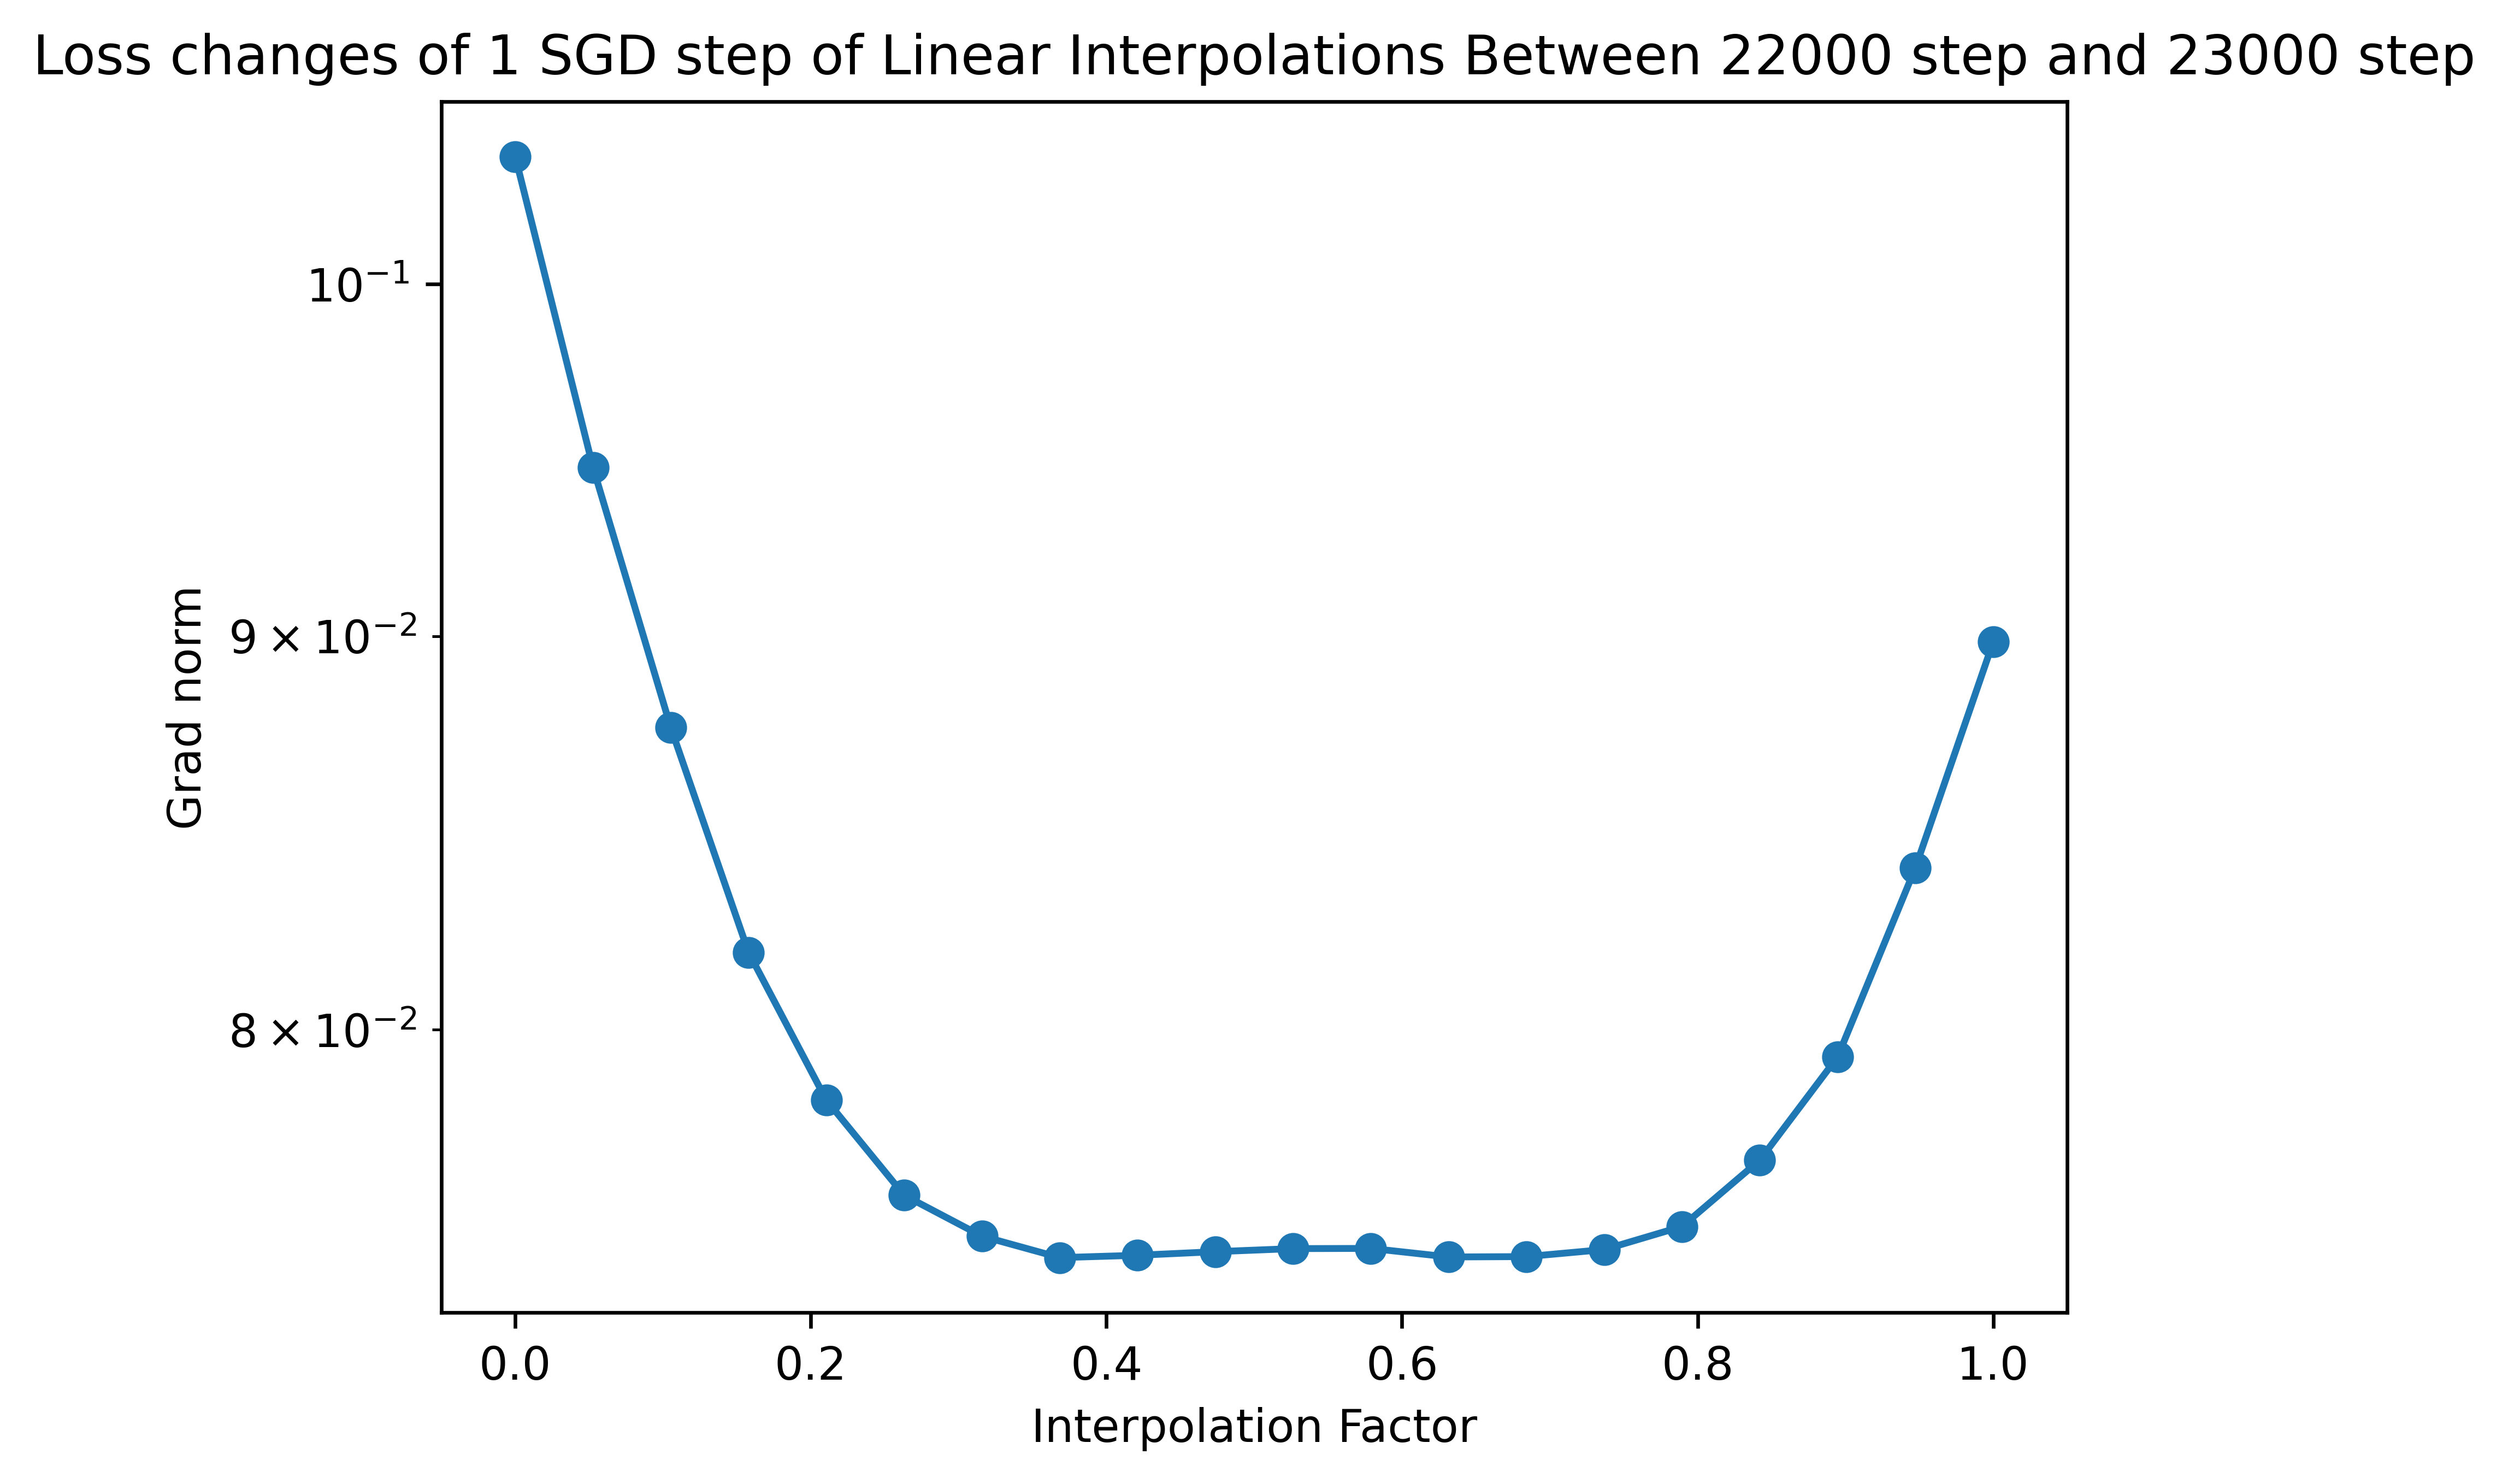 Loss changes of 1 SGD step of Linear Interpolations Between 22000 step and 23000 step
10⁻¹
9 × 10⁻²
8 × 10⁻²
Grad norm
0.0 0.2 0.4 0.6 0.8 1.0
Interpolation Factor